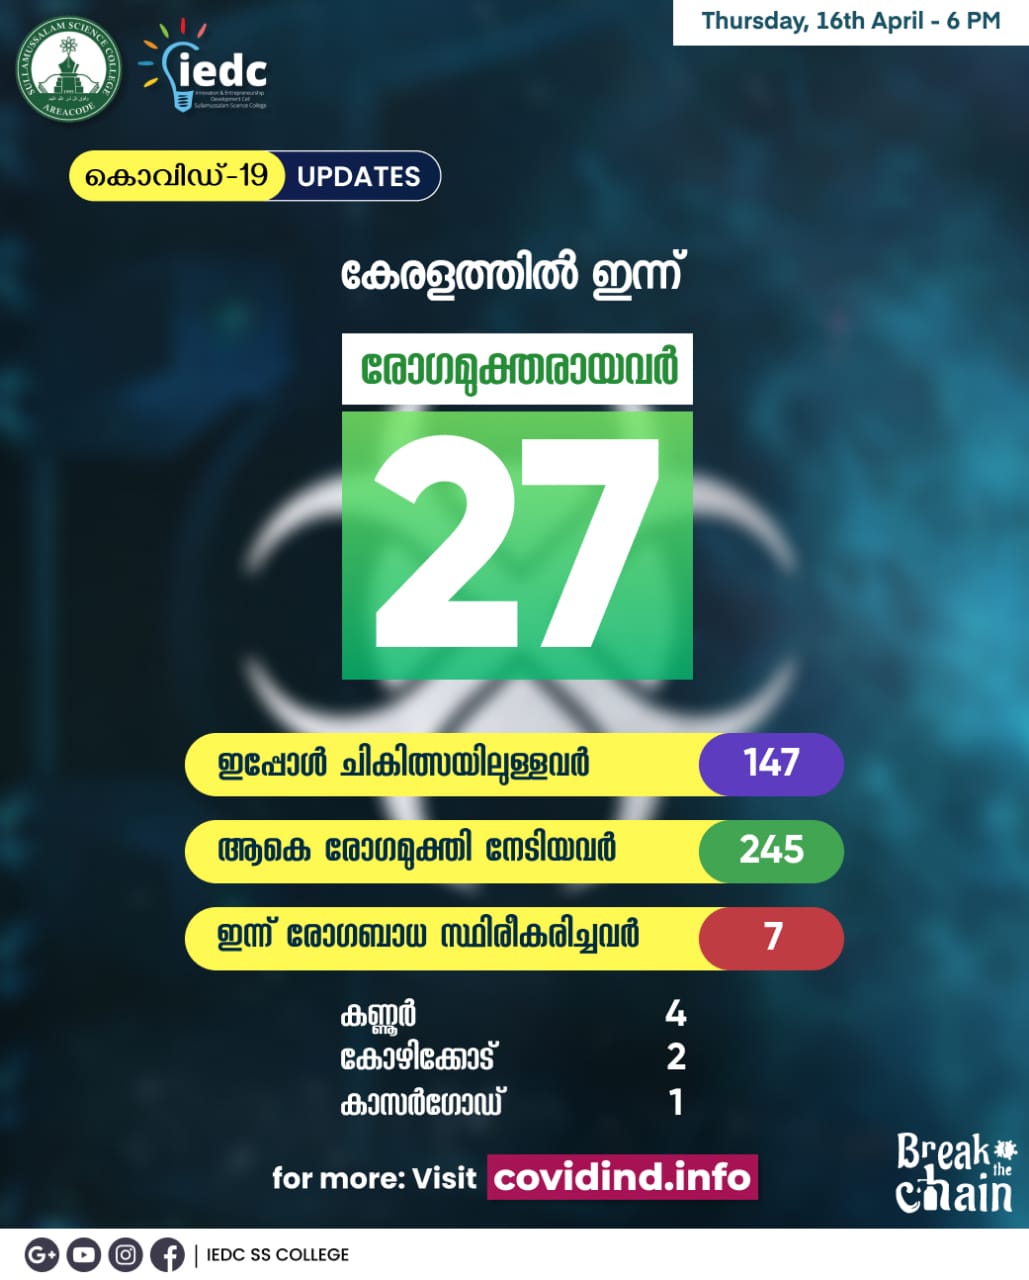 Thursday, 16th April - 6 PM
SULLAMUSSALAM SCIENCE COLLEGE
AREACODE
iedc
Innovation & Entrepreneurship
Development Cell
Sullamussalam Science College
കൊവിഡ്-19 UPDATES
കേരളത്തിൽ ഇന്ന്
രോഗമുക്തരായവർ
27
ഇപ്പോൾ ചികിത്സയിലുള്ളവർ 147
ആകെ രോഗമുക്തി നേടിയവർ 245
ഇന്ന് രോഗബാധ സ്ഥിരീകരിച്ചവർ 7
കണ്ണൂർ 4
കോഴിക്കോട് 2
കാസർഗോഡ് 1
for more: Visit covidind.info
Break
the
chain
G+ f | IEDC SS COLLEGE